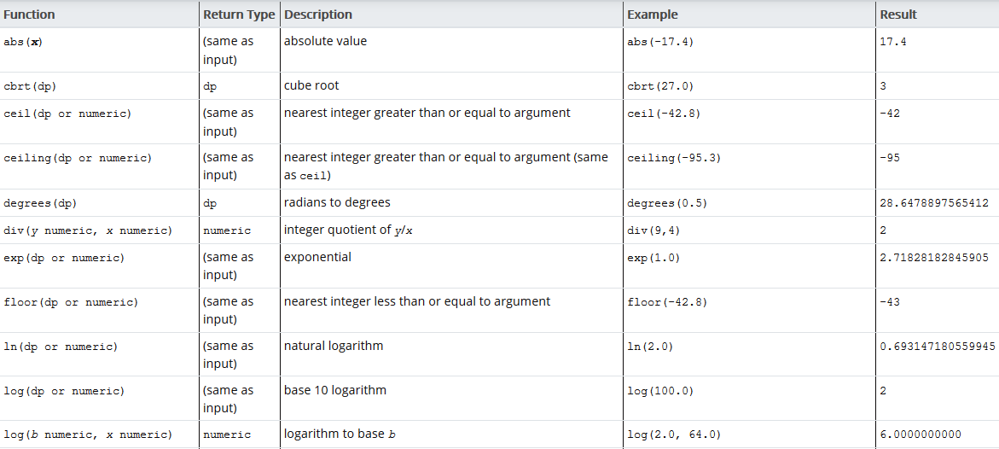 Function Return Type Description Example Result
abs(x) (same as input) absolute value abs(-17.4) 17.4
cbrt(dp) dp cube root cbrt(27.0) 3
ceil(dp or numeric) (same as input) nearest integer greater than or equal to argument ceil(-42.8) -42
ceiling(dp or numeric) (same as input) nearest integer greater than or equal to argument (same as ceil) ceiling(-95.3) -95
degrees(dp) dp radians to degrees degrees(0.5) 28.6478897565412
div(y numeric, x numeric) numeric integer quotient of y/x div(9,4) 2
exp(dp or numeric) (same as input) exponential exp(1.0) 2.71828182845905
floor(dp or numeric) (same as input) nearest integer less than or equal to argument floor(-42.8) -43
ln(dp or numeric) (same as input) natural logarithm ln(2.0) 0.693147180559945
log(dp or numeric) (same as input) base 10 logarithm log(100.0) 2
log(b numeric, x numeric) numeric logarithm to base b log(2.0, 64.0) 6.0000000000